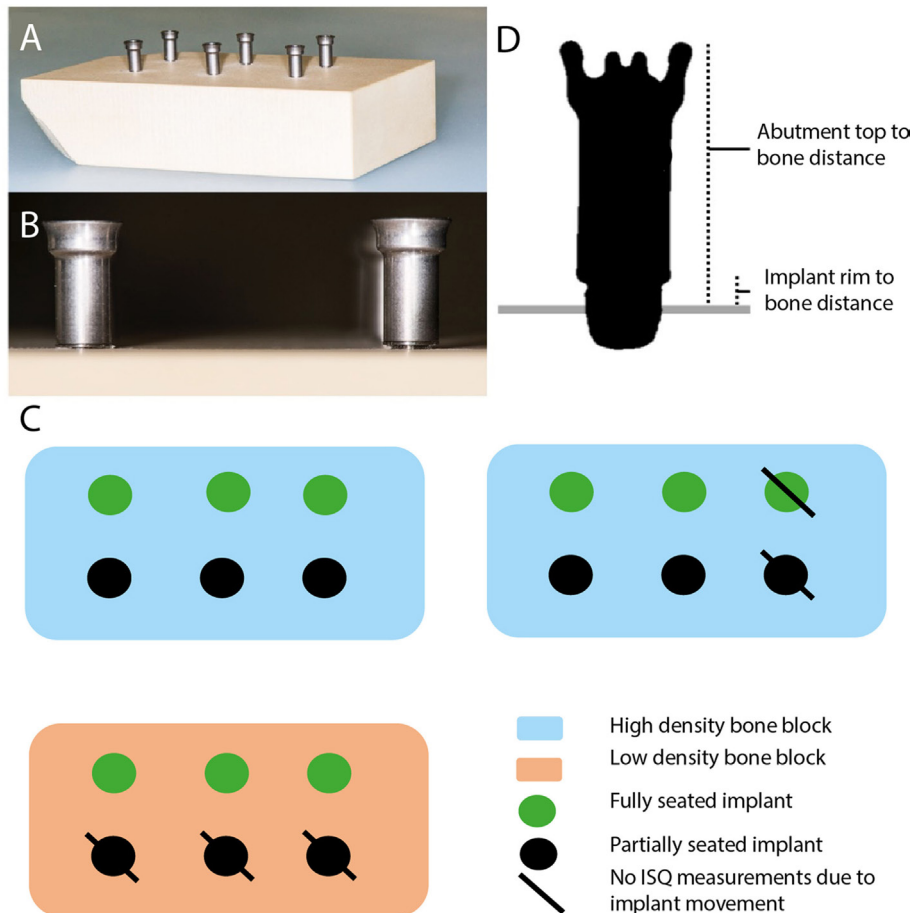 A
B
D
Abutment top to
bone distance
Implant rim to
bone distance
C
High density bone block
Low density bone block
Fully seated implant
Partially seated implant
No ISQ measurements due to
implant movement